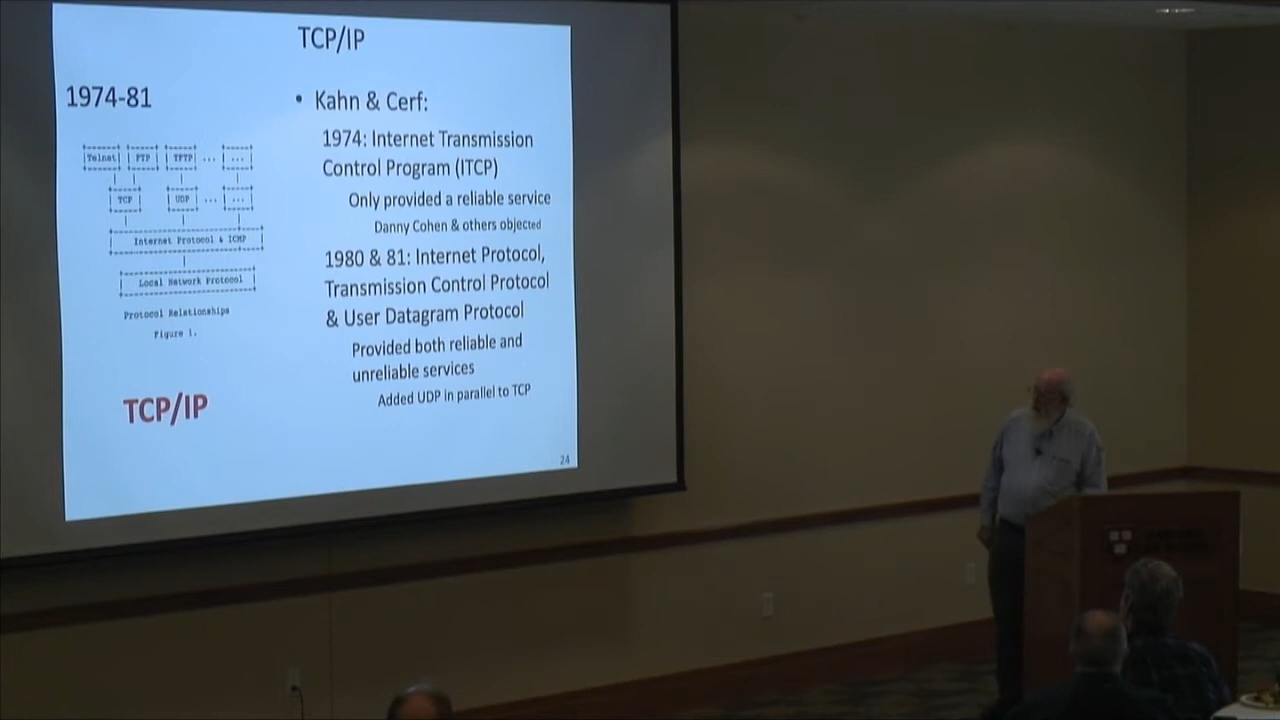 TCP/IP
1974-81
Telnet FTP TFTP ... ...
TCP UDP ... ...
Internet Protocol & ICMP
Local Network Protocol
Protocol Relationships
Figure 1.
TCP/IP
• Kahn & Cerf:
1974: Internet Transmission
Control Program (ITCP)
Only provided a reliable service
Danny Cohen & others objected
1980 & 81: Internet Protocol,
Transmission Control Protocol
& User Datagram Protocol
Provided both reliable and
unreliable services
Added UDP in parallel to TCP
24